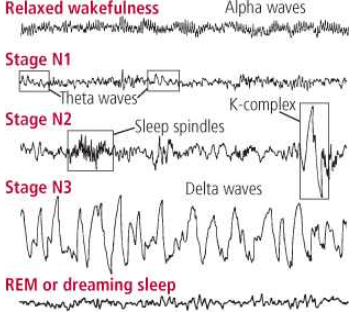 Relaxed wakefulness Alpha waves
Stage N1
Theta waves
K-complex
Stage N2
Sleep spindles
Stage N3 Delta waves
REM or dreaming sleep